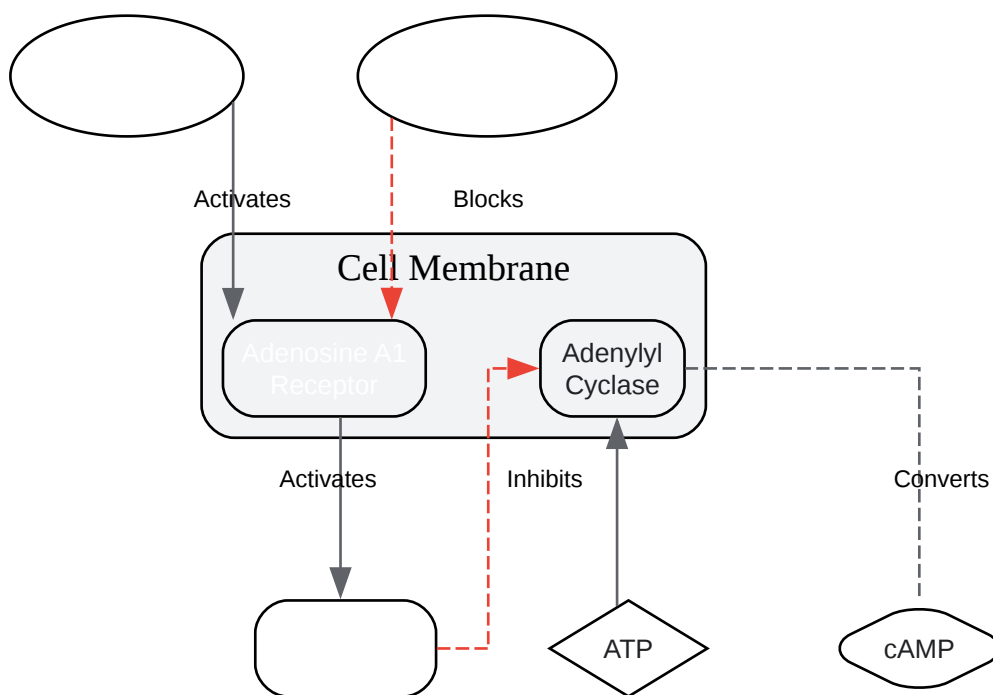 Activates
Blocks
Cell Membrane
Adenosine A1
Receptor
Adenylyl
Cyclase
Activates
Inhibits
Converts
ATP
cAMP